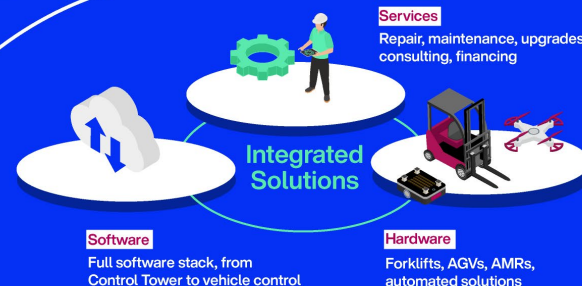 Services
Repair, maintenance, upgrades
consulting, financing
Integrated
Solutions
Software
Full software stack, from
Control Tower to vehicle control
Hardware
Forklifts, AGVs, AMRs,
automated solutions